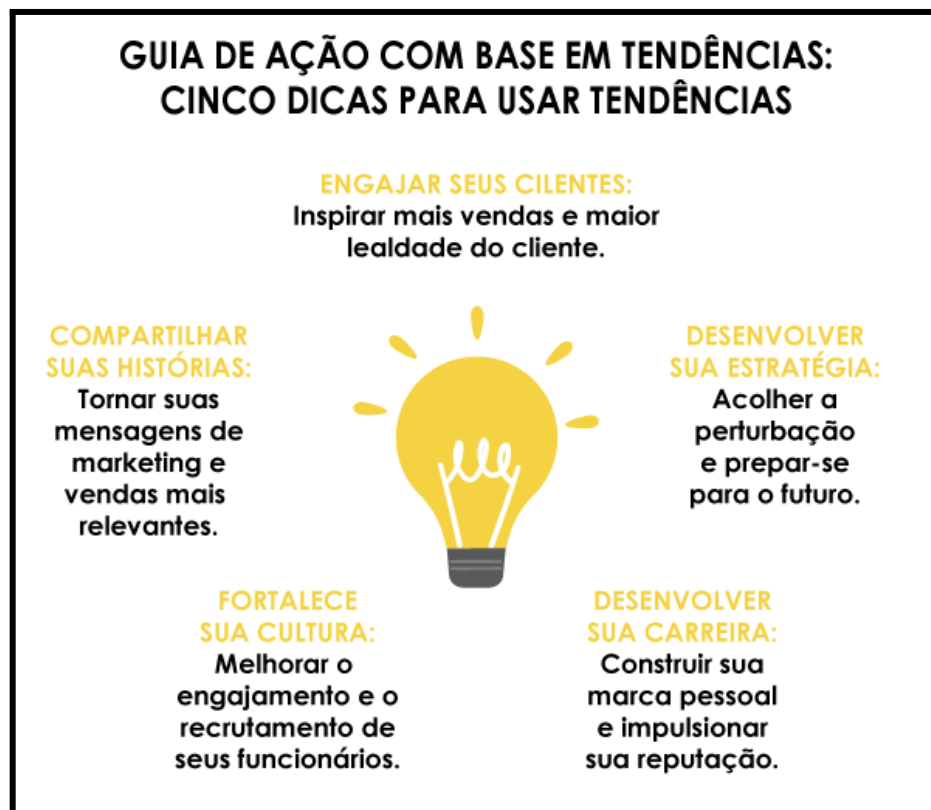 GUIA DE AÇÃO COM BASE EM TENDÊNCIAS:
CINCO DICAS PARA USAR TENDÊNCIAS
ENGAJAR SEUS CILENTES:
Inspirar mais vendas e maior
lealdade do cliente.
COMPARTILHAR
SUAS HISTÓRIAS:
Tornar suas
mensagens de
marketing e
vendas mais
relevantes.
DESENVOLVER
SUA ESTRATÉGIA:
Acolher a
perturbação
e prepar-se
para o futuro.
FORTALECE
SUA CULTURA:
Melhorar o
engajamento e o
recrutamento de
seus funcionários.
DESENVOLVER
SUA CARREIRA:
Construir sua
marca pessoal
e impulsionar
sua reputação.